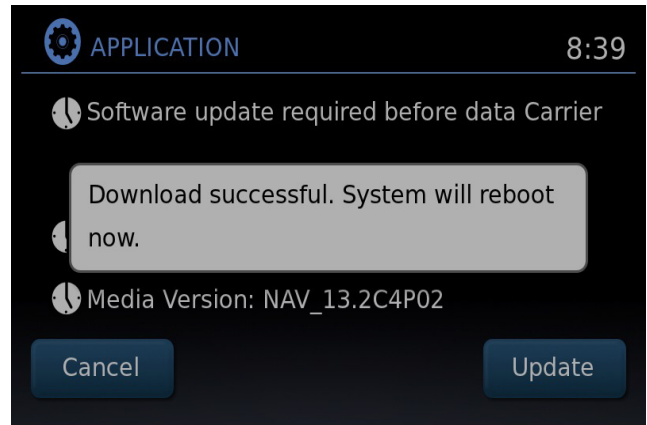 APPLICATION
8:39
Software update required before data Carrier
Download successful. System will reboot
now.
Media Version: NAV_13.2C4P02
Cancel
Update